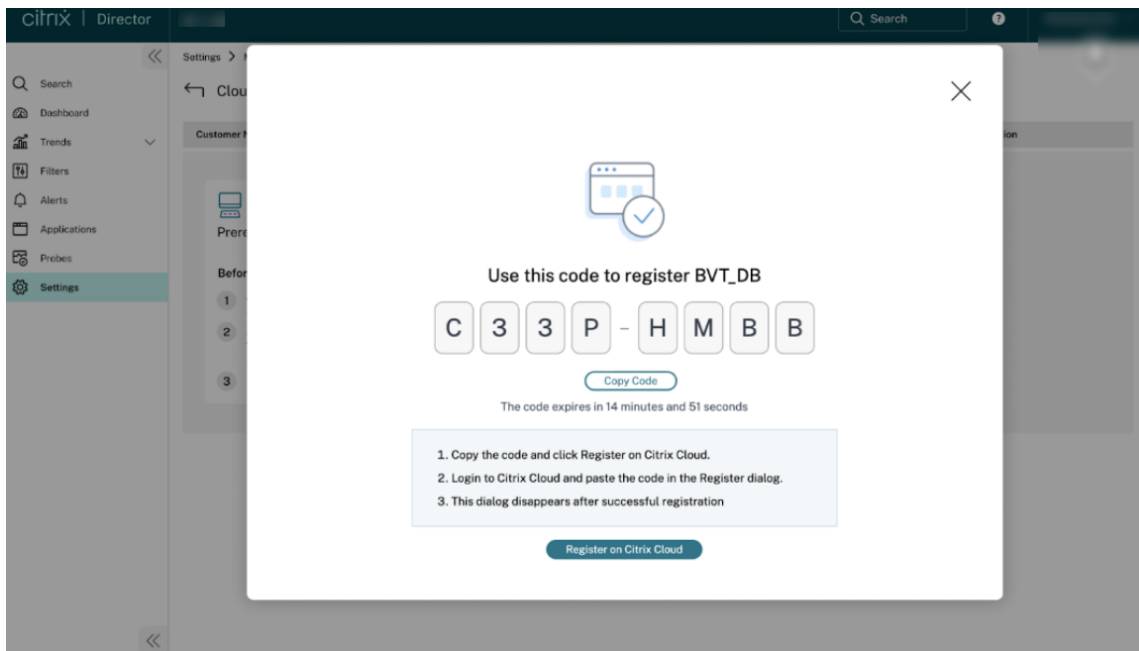 citrix | Director
Search
Settings > 
Search
Dashboard
Trends
Filters
Alerts
Applications
Probes
Settings
Clou
Customer N
ion
Prere
Befor
1
2
3
Use this code to register BVT_DB
C 3 3 P - H M B B
Copy Code
The code expires in 14 minutes and 51 seconds
1. Copy the code and click Register on Citrix Cloud.
2. Login to Citrix Cloud and paste the code in the Register dialog.
3. This dialog disappears after successful registration
Register on Citrix Cloud